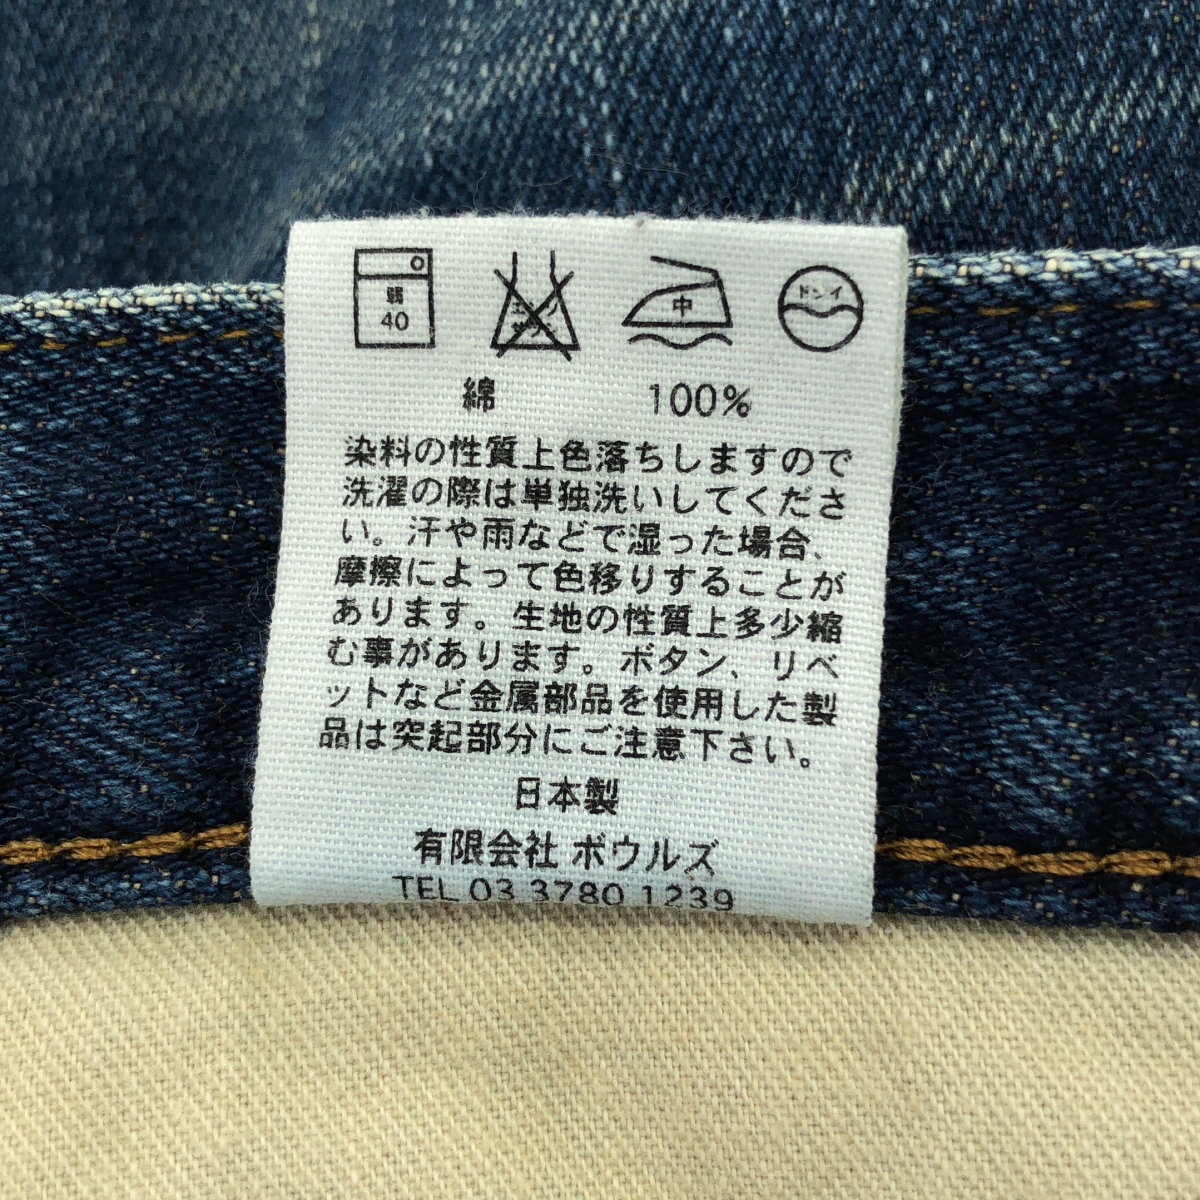 弱
40
中
ドライ
綿 100%
染料の性質上色落ちしますので
洗濯の際は単独洗いしてくださ
い。汗や雨などで湿った場合、
摩擦によって色移りすることが
あります。生地の性質上多少縮
む事があります。ボタン、リベ
ットなど金属部品を使用した製
品は突起部分にご注意下さい。
日本製
有限会社 ボウルズ
TEL 03 3780 1239